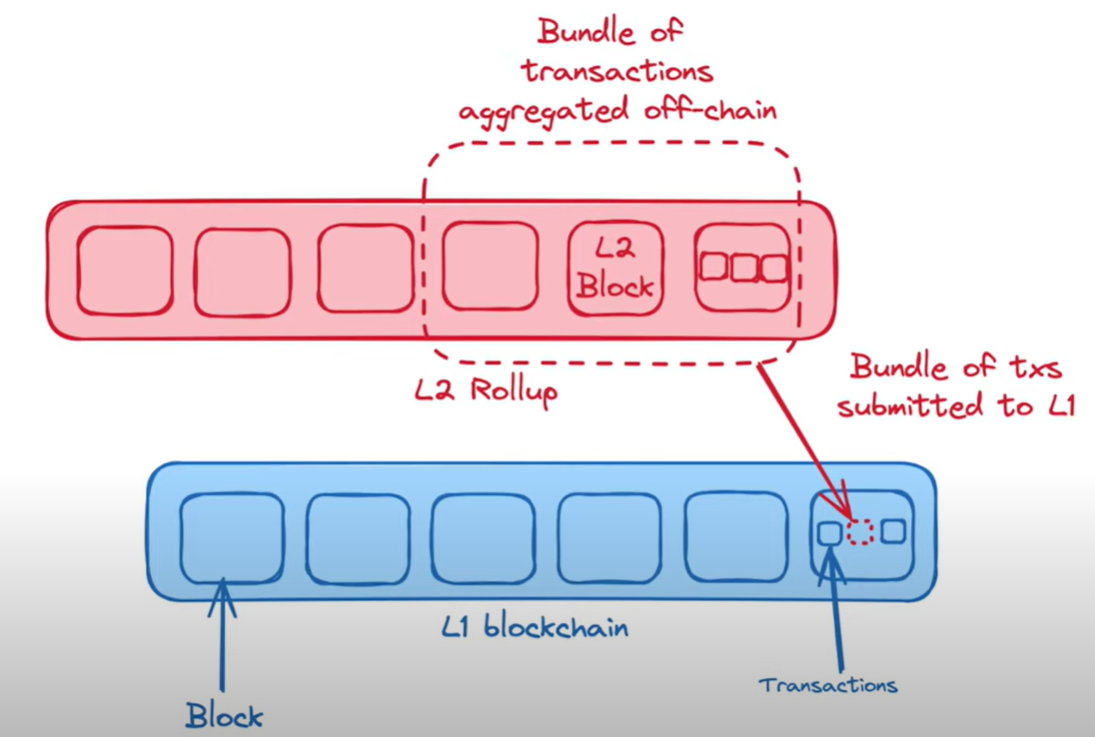 Bundle of
transactions
aggregated off-chain
L2
Block
L2 Rollup
Bundle of txs
submitted to L1
L1 blockchain
Transactions
Block